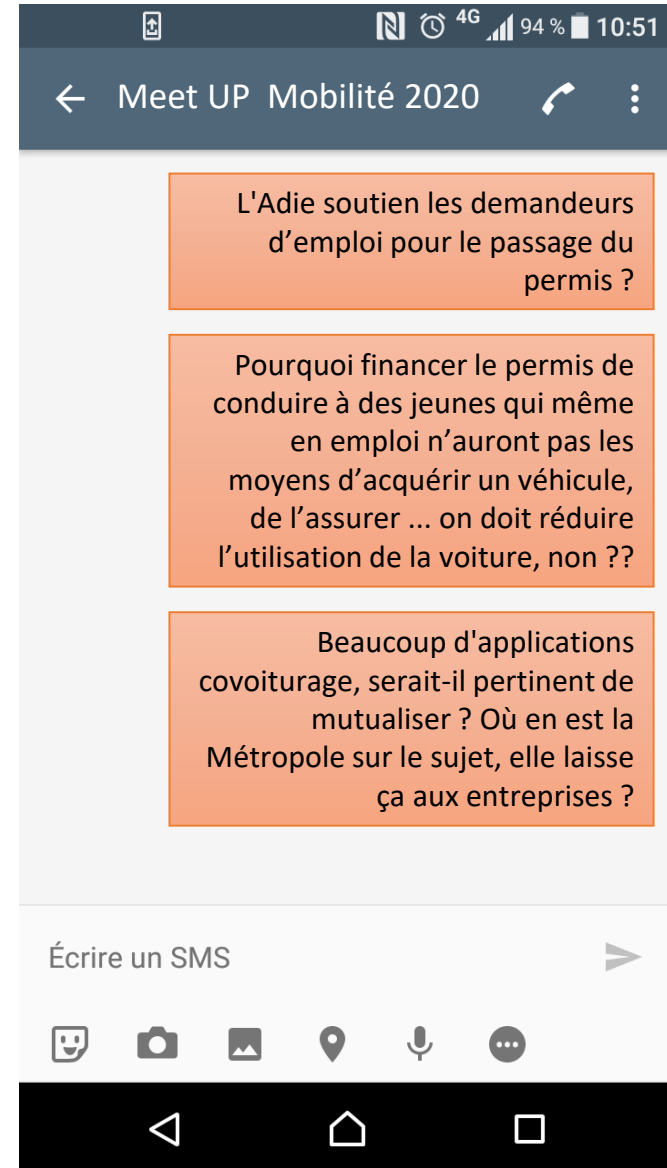 4G 94 % 10:51
Meet UP Mobilité 2020
L'Adie soutien les demandeurs
d’emploi pour le passage du
permis ?
Pourquoi financer le permis de
conduire à des jeunes qui même
en emploi n’auront pas les
moyens d’acquérir un véhicule,
de l’assurer ... on doit réduire
l’utilisation de la voiture, non ??
Beaucoup d'applications
covoiturage, serait-il pertinent de
mutualiser ? Où en est la
Métropole sur le sujet, elle laisse
ça aux entreprises ?
Écrire un SMS